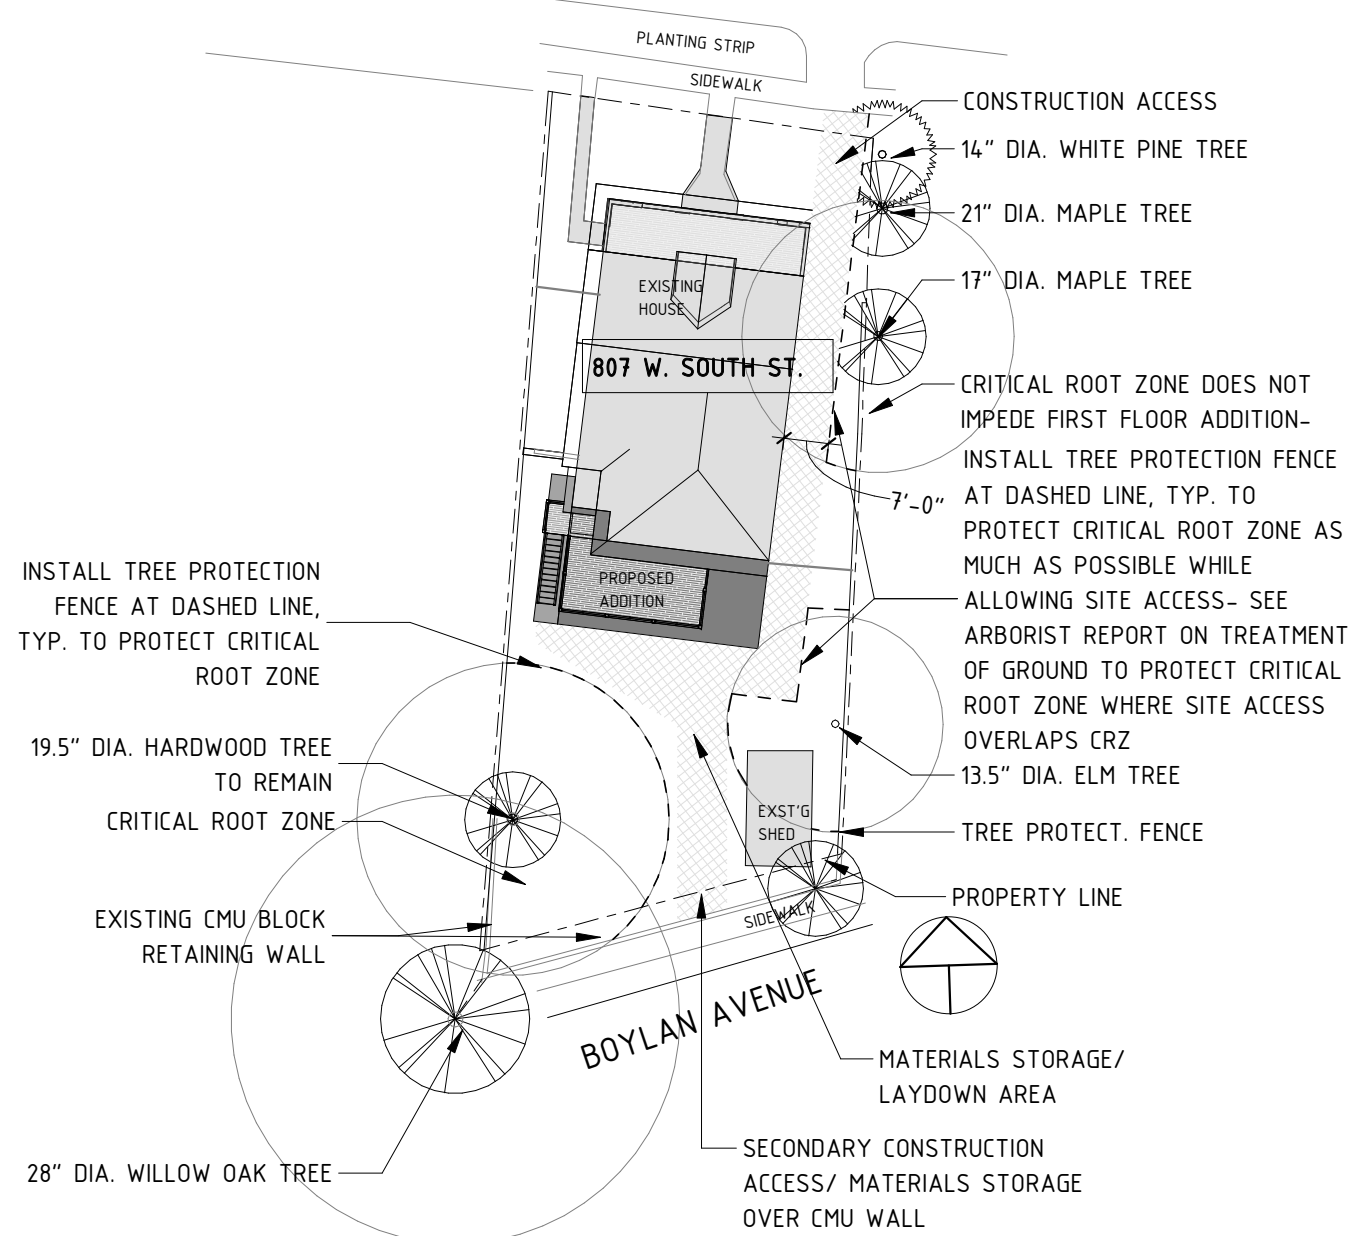 PLANTING STRIP
SIDEWALK
CONSTRUCTION ACCESS
14" DIA. WHITE PINE TREE
21" DIA. MAPLE TREE
17" DIA. MAPLE TREE
EXISTING
HOUSE
807 W. SOUTH ST.
CRITICAL ROOT ZONE DOES NOT
IMPEDE FIRST FLOOR ADDITION-
7'-0"
INSTALL TREE PROTECTION FENCE
AT DASHED LINE, TYP. TO
PROTECT CRITICAL ROOT ZONE AS
MUCH AS POSSIBLE WHILE
ALLOWING SITE ACCESS- SEE
ARBORIST REPORT ON TREATMENT
OF GROUND TO PROTECT CRITICAL
ROOT ZONE WHERE SITE ACCESS
OVERLAPS CRZ
PROPOSED
ADDITION
INSTALL TREE PROTECTION
FENCE AT DASHED LINE,
TYP. TO PROTECT CRITICAL
ROOT ZONE
19.5" DIA. HARDWOOD TREE
TO REMAIN
CRITICAL ROOT ZONE
EXISTING CMU BLOCK
RETAINING WALL
28" DIA. WILLOW OAK TREE
13.5" DIA. ELM TREE
EXST'G
SHED
TREE PROTECT. FENCE
PROPERTY LINE
SIDEWALK
BOYLAN AVENUE
MATERIALS STORAGE/
LAYDOWN AREA
SECONDARY CONSTRUCTION
ACCESS/ MATERIALS STORAGE
OVER CMU WALL